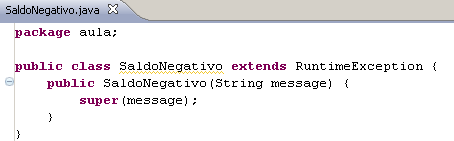 SaldoNegativo.java
package aula;
public class SaldoNegativo extends RuntimeException {
public SaldoNegativo(String message) {
super(message);
}
}